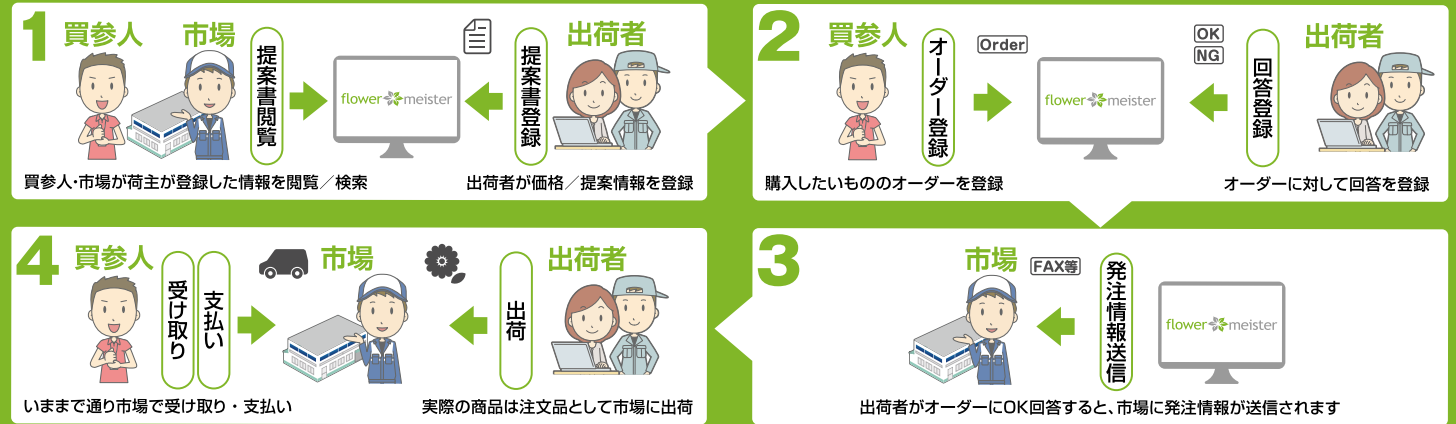 1
買参人
市場
提案書閲覧
flower meister
提案書登録
出荷者
買参人・市場が荷主が登録した情報を閲覧／検索
出荷者が価格／提案情報を登録
2
買参人
オーダー登録
Order
flower meister
OK
NG
回答登録
出荷者
購入したいもののオーダーを登録
オーダーに対して回答を登録
3
市場
FAX等
発注情報送信
flower meister
出荷者がオーダーにOK回答すると、市場に発注情報が送信されます
4
買参人
受け取り
支払い
市場
出荷
出荷者
いままで通り市場で受け取り・支払い
実際の商品は注文品として市場に出荷